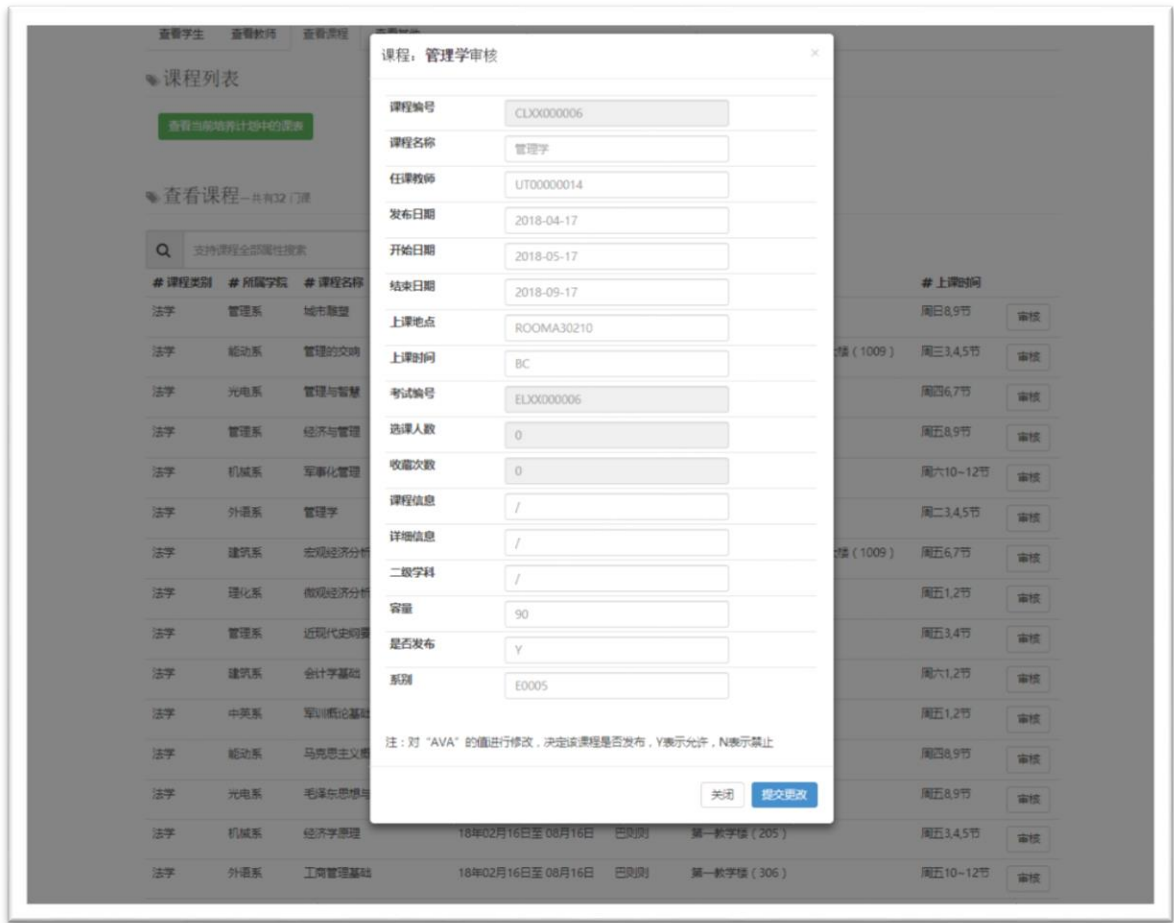 查看学生 查看教师 查看课程 查看其他
课程：管理学审核 ×
课程列表
查看当前培养计划中的课表
查看课程—共有32 门课
支持课程全部属性搜索
课程编号 CLXX000006
课程名称 管理学
任课教师 UT00000014
发布日期 2018-04-17
开始日期 2018-05-17
结束日期 2018-09-17
上课地点 ROOMA30210
上课时间 BC
考试编号 ELXX000006
选课人数 0
收藏次数 0
课程信息 /
详细信息 /
二级学科 /
容量 90
是否发布 Y
系别 E0005
注：对“AVA”的值进行修改，决定该课程是否发布，Y表示允许，N表示禁止
关闭 提交更改
# 课程类别 # 所属学院 # 课程名称 # 上课时间
法学 管理系 城市雕塑 周日8,9节 审核
法学 能动系 管理的交响 楼（1009） 周三3,4,5节 审核
法学 光电系 管理与智慧 周四6,7节 审核
法学 管理系 经济与管理 周五8,9节 审核
法学 机械系 军事化管理 周六10~12节 审核
法学 外语系 管理学 周二3,4,5节 审核
法学 建筑系 宏观经济分析 楼（1009） 周五6,7节 审核
法学 理化系 微观经济分析 周五1,2节 审核
法学 管理系 近现代史纲要 周五3,4节 审核
法学 建筑系 会计学基础 周六1,2节 审核
法学 中英系 军训概论基础 周五1,2节 审核
法学 能动系 马克思主义概 周四8,9节 审核
法学 光电系 毛泽东思想与 周五8,9节 审核
法学 机械系 经济学原理 18年02月16日至 08月16日 巴则则 第一教学楼（205） 周五3,4,5节 审核
法学 外语系 工商管理基础 18年02月16日至 08月16日 巴则则 第一教学楼（306） 周五10~12节 审核